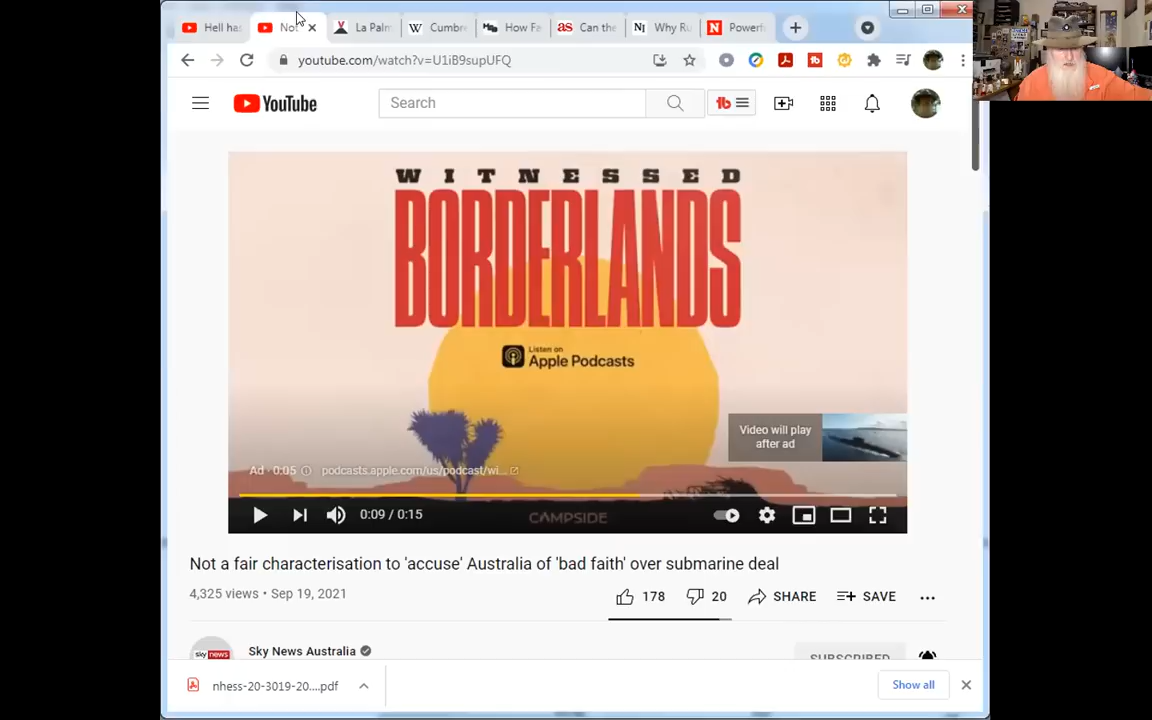 Hell ha
Not
La Palm
Cumbre
How Fa
as Can the
Why Ru
Powerf
youtube.com/watch?v=U1iB9supUFQ
YouTube
Search
WITNESSED
BORDERLANDS
Listen on
Apple Podcasts
Video will play
after ad
Ad · 0:05 podcasts.apple.com/us/podcast/wi...
0:09 / 0:15
CAMPSIDE
Not a fair characterisation to 'accuse' Australia of 'bad faith' over submarine deal
4,325 views • Sep 19, 2021
178 20 SHARE SAVE
sky news Sky News Australia
SUBSCRIBED
nhess-20-3019-20....pdf
Show all